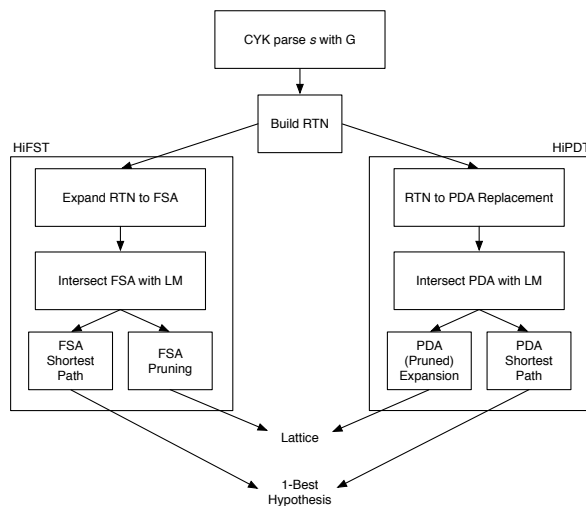 CYK parse s with G
Build RTN
HiFST
HiPDT
Expand RTN to FSA
RTN to PDA Replacement
Intersect FSA with LM
Intersect PDA with LM
FSA
Shortest
Path
FSA
Pruning
PDA
(Pruned)
Expansion
PDA
Shortest
Path
Lattice
1-Best
Hypothesis